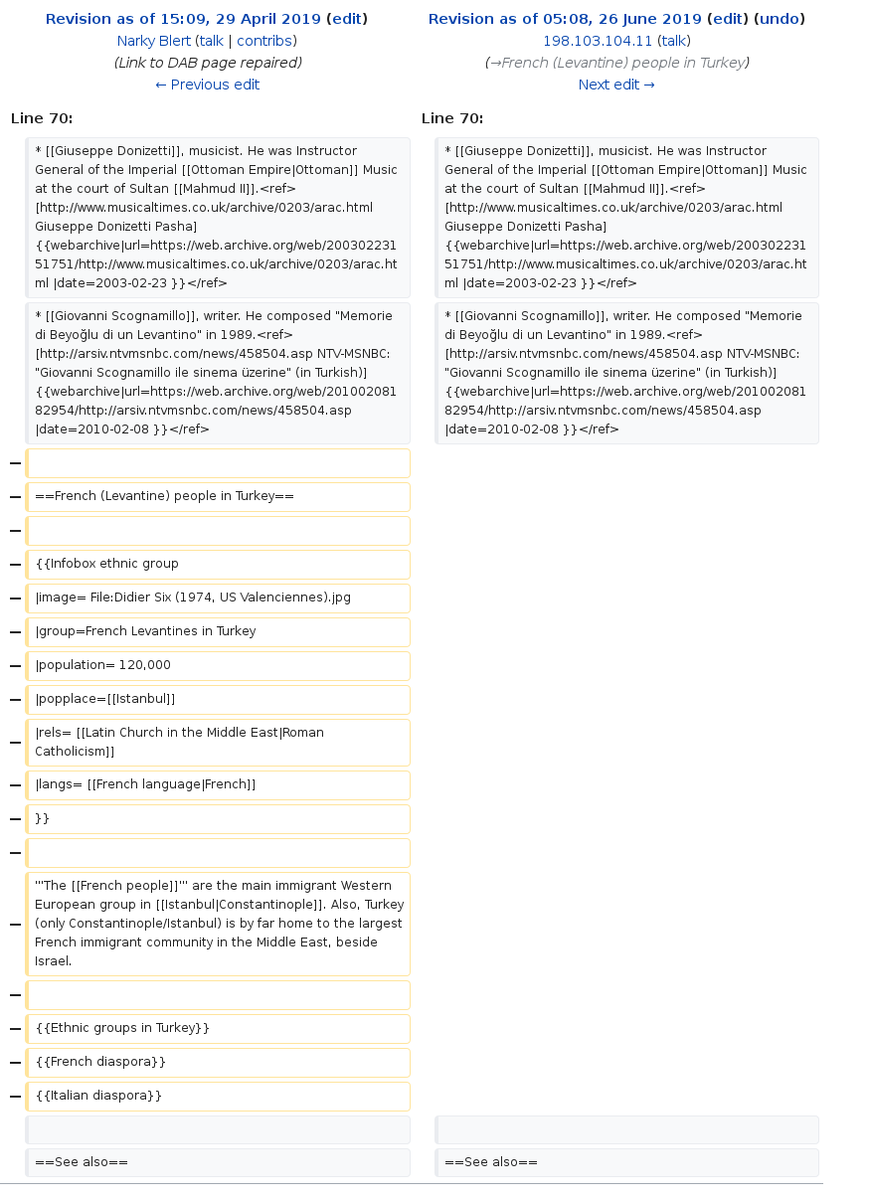 Revision as of 15:09, 29 April 2019 (edit)
Narky Blert (talk | contribs)
(Link to DAB page repaired)
← Previous edit
Revision as of 05:08, 26 June 2019 (edit) (undo)
198.103.104.11 (talk)
(→French (Levantine) people in Turkey)
Next edit →
Line 70:
Line 70:
* [[Giuseppe Donizetti]], musicist. He was Instructor
General of the Imperial [[Ottoman Empire|Ottoman]] Music
at the court of Sultan [[Mahmud II]].<ref>
[http://www.musicaltimes.co.uk/archive/0203/arac.html
Giuseppe Donizetti Pasha]
{{webarchive|url=https://web.archive.org/web/200302231
51751/http://www.musicaltimes.co.uk/archive/0203/arac.ht
ml |date=2003-02-23 }}</ref>
* [[Giuseppe Donizetti]], musicist. He was Instructor
General of the Imperial [[Ottoman Empire|Ottoman]] Music
at the court of Sultan [[Mahmud II]].<ref>
[http://www.musicaltimes.co.uk/archive/0203/arac.html
Giuseppe Donizetti Pasha]
{{webarchive|url=https://web.archive.org/web/200302231
51751/http://www.musicaltimes.co.uk/archive/0203/arac.ht
ml |date=2003-02-23 }}</ref>
* [[Giovanni Scognamillo]], writer. He composed "Memorie
di Beyoğlu di un Levantino" in 1989.<ref>
[http://arsiv.ntvmsnbc.com/news/458504.asp NTV-MSNBC:
"Giovanni Scognamillo ile sinema üzerine" (in Turkish)]
{{webarchive|url=https://web.archive.org/web/201002081
82954/http://arsiv.ntvmsnbc.com/news/458504.asp
|date=2010-02-08 }}</ref>
* [[Giovanni Scognamillo]], writer. He composed "Memorie
di Beyoğlu di un Levantino" in 1989.<ref>
[http://arsiv.ntvmsnbc.com/news/458504.asp NTV-MSNBC:
"Giovanni Scognamillo ile sinema üzerine" (in Turkish)]
{{webarchive|url=https://web.archive.org/web/201002081
82954/http://arsiv.ntvmsnbc.com/news/458504.asp
|date=2010-02-08 }}</ref>
−
− ==French (Levantine) people in Turkey==
−
− {{Infobox ethnic group
− |image= File:Didier Six (1974, US Valenciennes).jpg
− |group=French Levantines in Turkey
− |population= 120,000
− |popplace=[[Istanbul]]
− |rels= [[Latin Church in the Middle East|Roman
Catholicism]]
− |langs= [[French language|French]]
− }}
−
− '''The [[French people]]''' are the main immigrant Western
European group in [[Istanbul|Constantinople]]. Also, Turkey
(only Constantinople/Istanbul) is by far home to the largest
French immigrant community in the Middle East, beside
Israel.
−
− {{Ethnic groups in Turkey}}
− {{French diaspora}}
− {{Italian diaspora}}
==See also==
==See also==